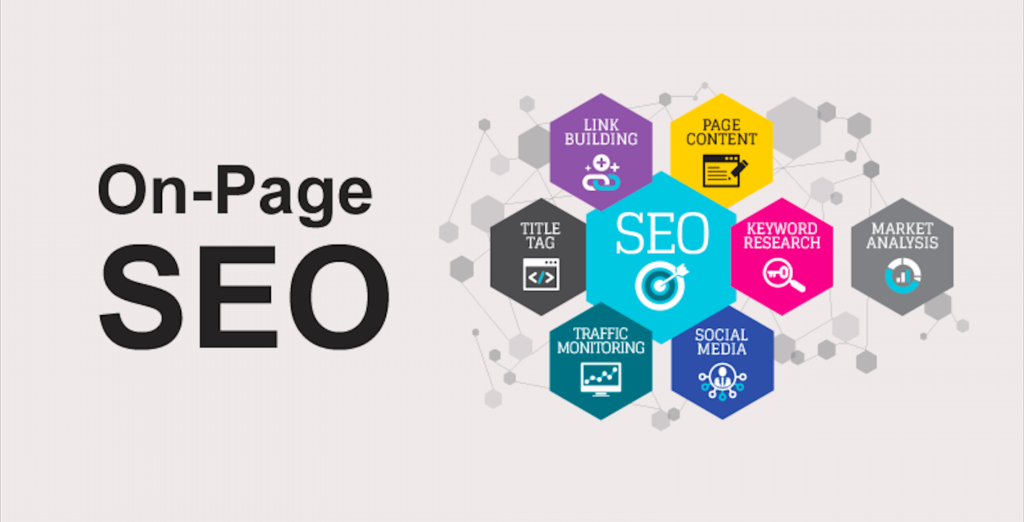 On-Page
SEO
LINK
BUILDING
PAGE
CONTENT
TITLE
TAG
SEO
KEYWORD
RESEARCH
MARKET
ANALYSIS
TRAFFIC
MONITORING
SOCIAL
MEDIA